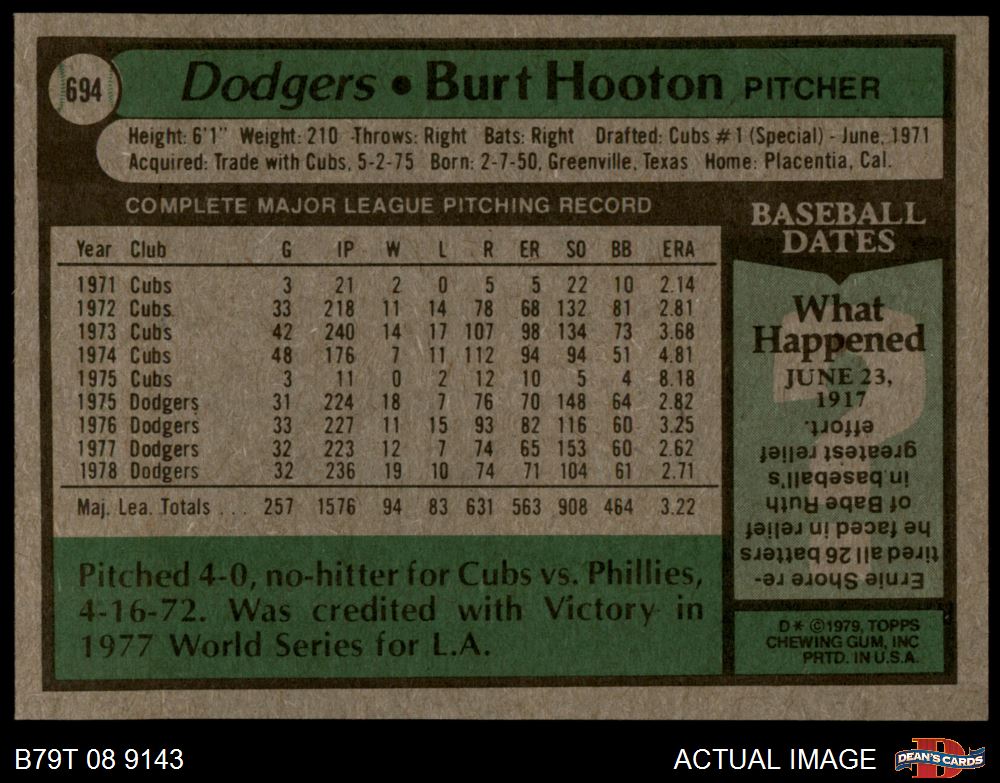 694
Dodgers • Burt Hooton PITCHER
Height: 6'1" Weight: 210 Throws: Right Bats: Right Drafted: Cubs #1 (Special) - June, 1971
Acquired: Trade with Cubs, 5-2-75 Born: 2-7-50, Greenville, Texas Home: Placentia, Cal.
COMPLETE MAJOR LEAGUE PITCHING RECORD
Year Club G IP W L R ER SO BB ERA
1971 Cubs 3 21 2 0 5 5 22 10 2.14
1972 Cubs 33 218 11 14 78 68 132 81 2.81
1973 Cubs 42 240 14 17 107 98 134 73 3.68
1974 Cubs 48 176 7 11 112 94 94 51 4.81
1975 Cubs 3 11 0 2 12 10 5 4 8.18
1975 Dodgers 31 224 18 7 76 70 148 64 2.82
1976 Dodgers 33 227 11 15 93 82 116 60 3.25
1977 Dodgers 32 223 12 7 74 65 153 60 2.62
1978 Dodgers 32 236 19 10 74 71 104 61 2.71
Maj. Lea. Totals ... 257 1576 94 83 631 563 908 464 3.22
Pitched 4-0, no-hitter for Cubs vs. Phillies,
4-16-72. Was credited with Victory in
1977 World Series for L.A.
BASEBALL
DATES
What
Happened
JUNE 23,
1917
?
Ernie Shore re-
tired all 26 batters
he faced in relief
of Babe Ruth
in baseball's
greatest relief
effort.
D* ©1979, TOPPS
CHEWING GUM, INC
PRTD. IN U.S.A.
B79T 08 9143
ACTUAL IMAGE
D
DEAN'S CARDS